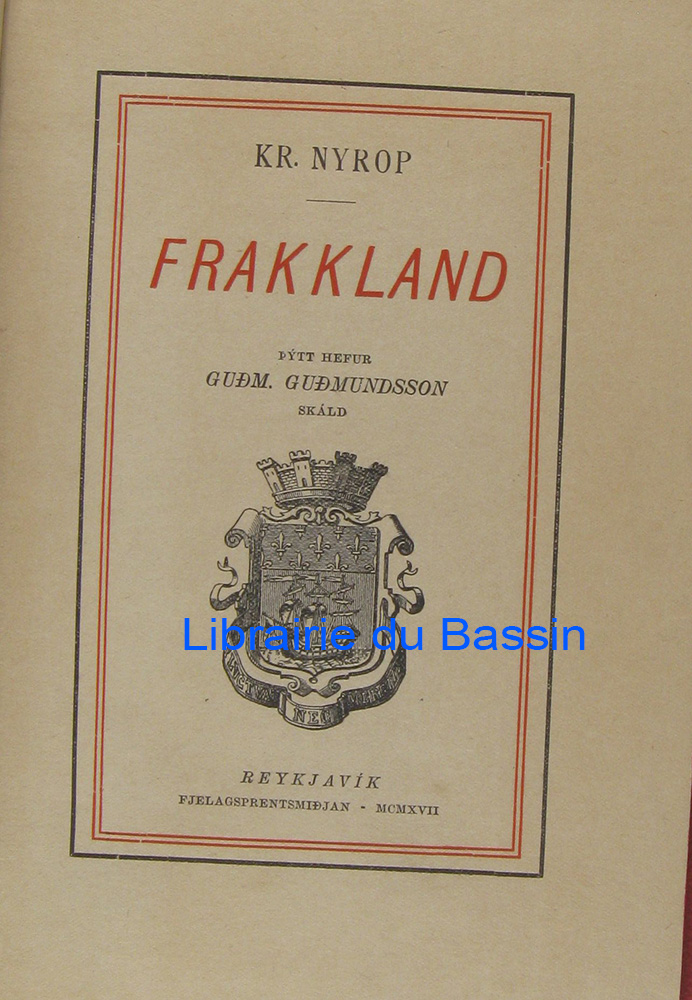 KR. NYROP
FRAKKLAND
ÞÝTT HEFUR
GUÐM. GUÐMUNDSSON
SKÁLD
Librairie du Bassin
NEC
REYKJAVÍK
FJELAGSPRENTSMIÐJAN - MCMXVII